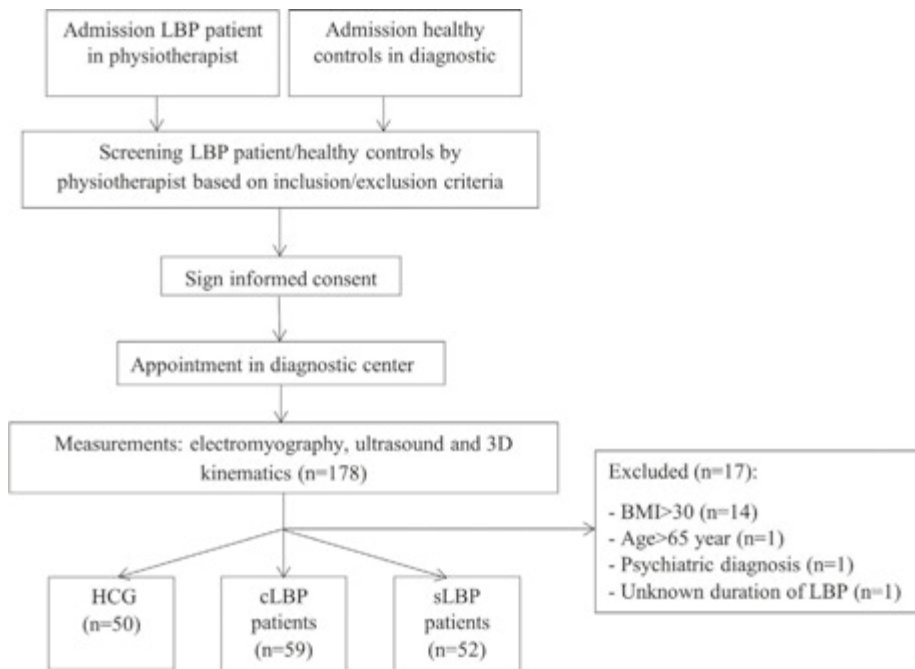 Admission LBP patient
in physiotherapist
Admission healthy
controls in diagnostic
Screening LBP patient/healthy controls by
physiotherapist based on inclusion/exclusion criteria
Sign informed consent
Appointment in diagnostic center
Measurements: electromyography, ultrasound and 3D
kinematics (n=178)
Excluded (n=17):
- BMI>30 (n=14)
- Age>65 year (n=1)
- Psychiatric diagnosis (n=1)
- Unknown duration of LBP (n=1)
HCG
(n=50)
cLBP
patients
(n=59)
sLBP
patients
(n=52)